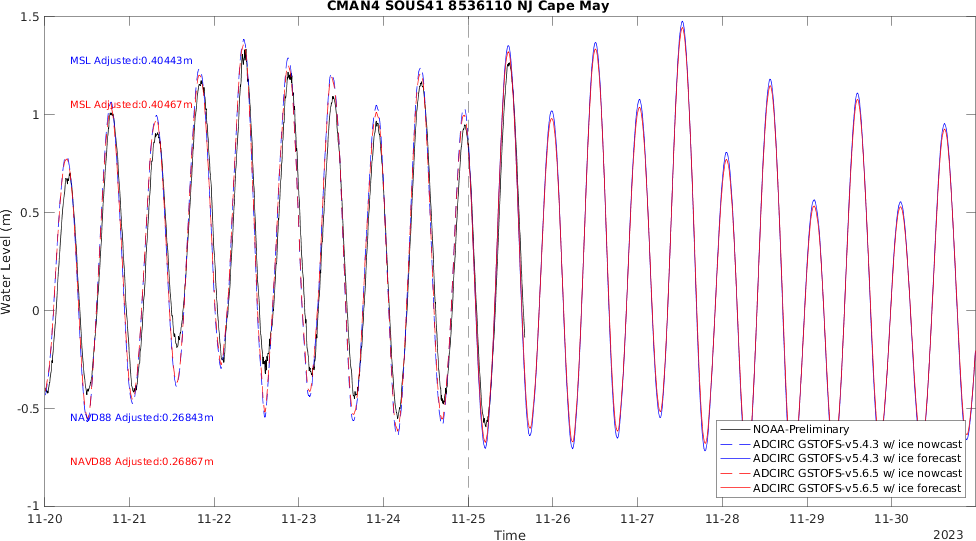 CMAN4 SOUS41 8536110 NJ Cape May
1.5
1
0.5
0
-0.5
-1
Water Level (m)
MSL Adjusted:0.40443m
MSL Adjusted:0.40467m
NAVD88 Adjusted:0.26843m
NAVD88 Adjusted:0.26867m
NOAA-Preliminary
ADCIRC GSTOFS-v5.4.3 w/ ice nowcast
ADCIRC GSTOFS-v5.4.3 w/ ice forecast
ADCIRC GSTOFS-v5.6.5 w/ ice nowcast
ADCIRC GSTOFS-v5.6.5 w/ ice forecast
11-20 11-21 11-22 11-23 11-24 11-25 11-26 11-27 11-28 11-29 11-30
Time
2023